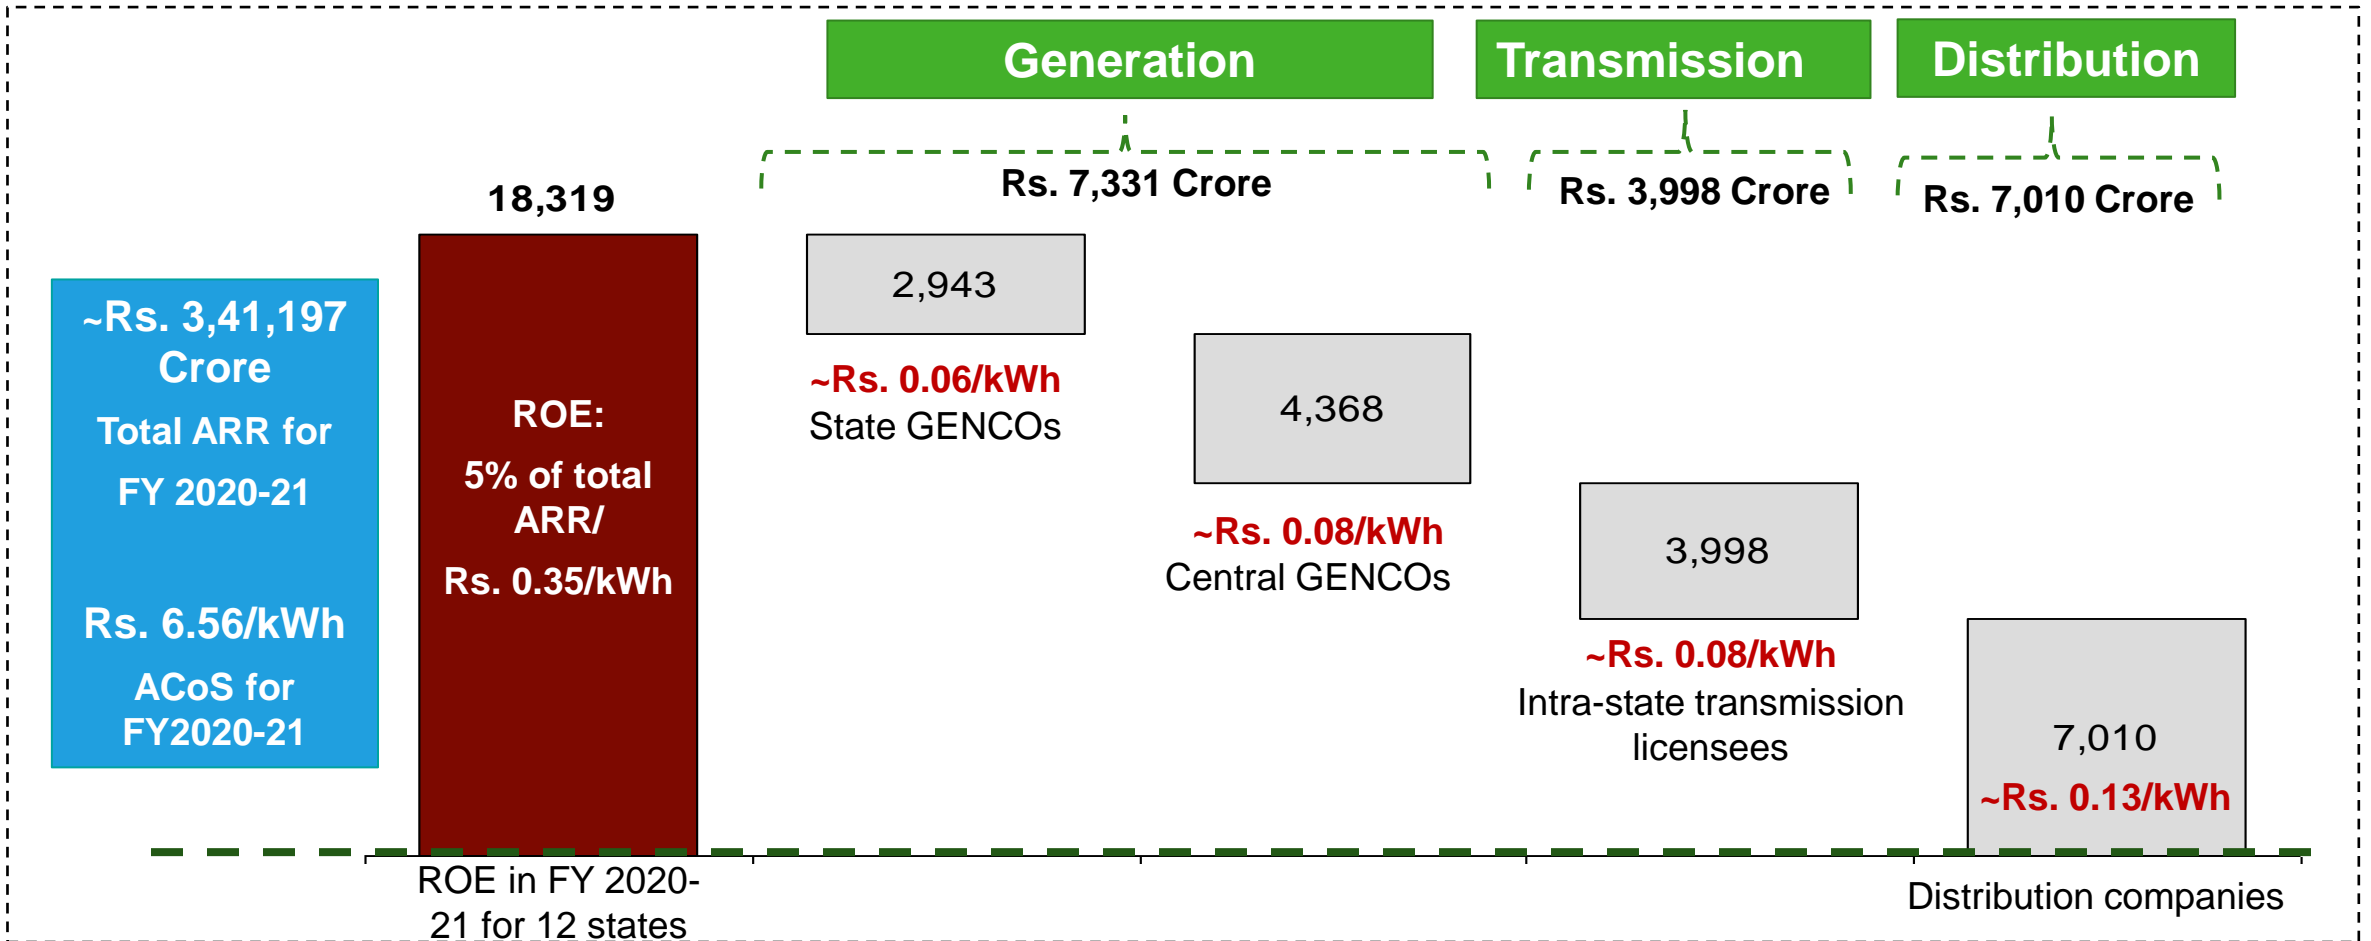 Generation
Transmission
Distribution
Rs. 7,331 Crore
Rs. 3,998 Crore
Rs. 7,010 Crore
~Rs. 3,41,197
Crore
Total ARR for
FY 2020-21
Rs. 6.56/kWh
ACoS for
FY2020-21
18,319
ROE:
5% of total
ARR/
Rs. 0.35/kWh
ROE in FY 2020-
21 for 12 states
2,943
~Rs. 0.06/kWh
State GENCOs
4,368
~Rs. 0.08/kWh
Central GENCOs
3,998
~Rs. 0.08/kWh
Intra-state transmission
licensees
7,010
~Rs. 0.13/kWh
Distribution companies